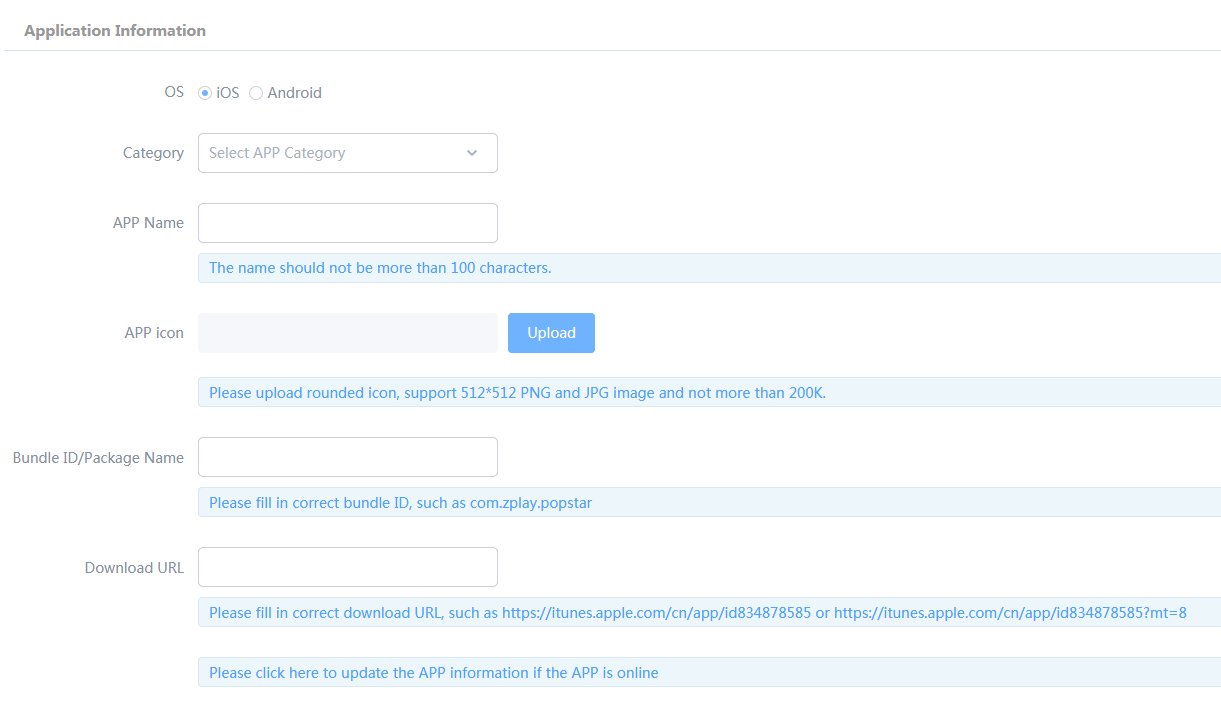 Application Information
OS iOS Android
Category Select APP Category
APP Name
The name should not be more than 100 characters.
APP icon Upload
Please upload rounded icon, support 512*512 PNG and JPG image and not more than 200K.
Bundle ID/Package Name
Please fill in correct bundle ID, such as com.zplay.popstar
Download URL
Please fill in correct download URL, such as https://itunes.apple.com/cn/app/id834878585 or https://itunes.apple.com/cn/app/id834878585?mt=8
Please click here to update the APP information if the APP is online